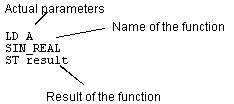 Actual parameters
Name of the function
LD A
SIN_REAL
ST result
Result of the function